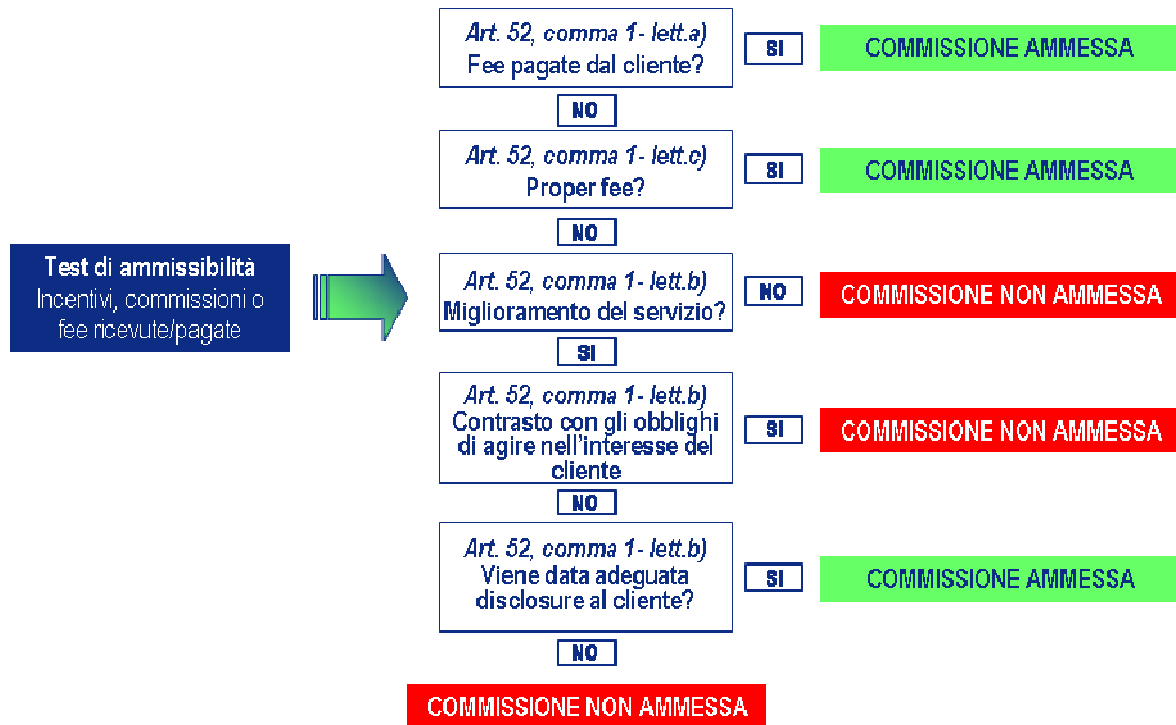 Art. 52, comma 1- lett.a)
Fee pagate dal cliente?
SI
COMMISSIONE AMMESSA
NO
Art. 52, comma 1- lett.c)
Proper fee?
SI
COMMISSIONE AMMESSA
NO
Test di ammissibilità
Incentivi, commissioni o
fee ricevute/pagate
Art. 52, comma 1- lett.b)
Miglioramento del servizio?
NO
COMMISSIONE NON AMMESSA
SI
Art. 52, comma 1- lett.b)
Contrasto con gli obblighi
di agire nell'interesse del
cliente
SI
COMMISSIONE NON AMMESSA
NO
Art. 52, comma 1- lett.b)
Viene data adeguata
disclosure al cliente?
SI
COMMISSIONE AMMESSA
NO
COMMISSIONE NON AMMESSA